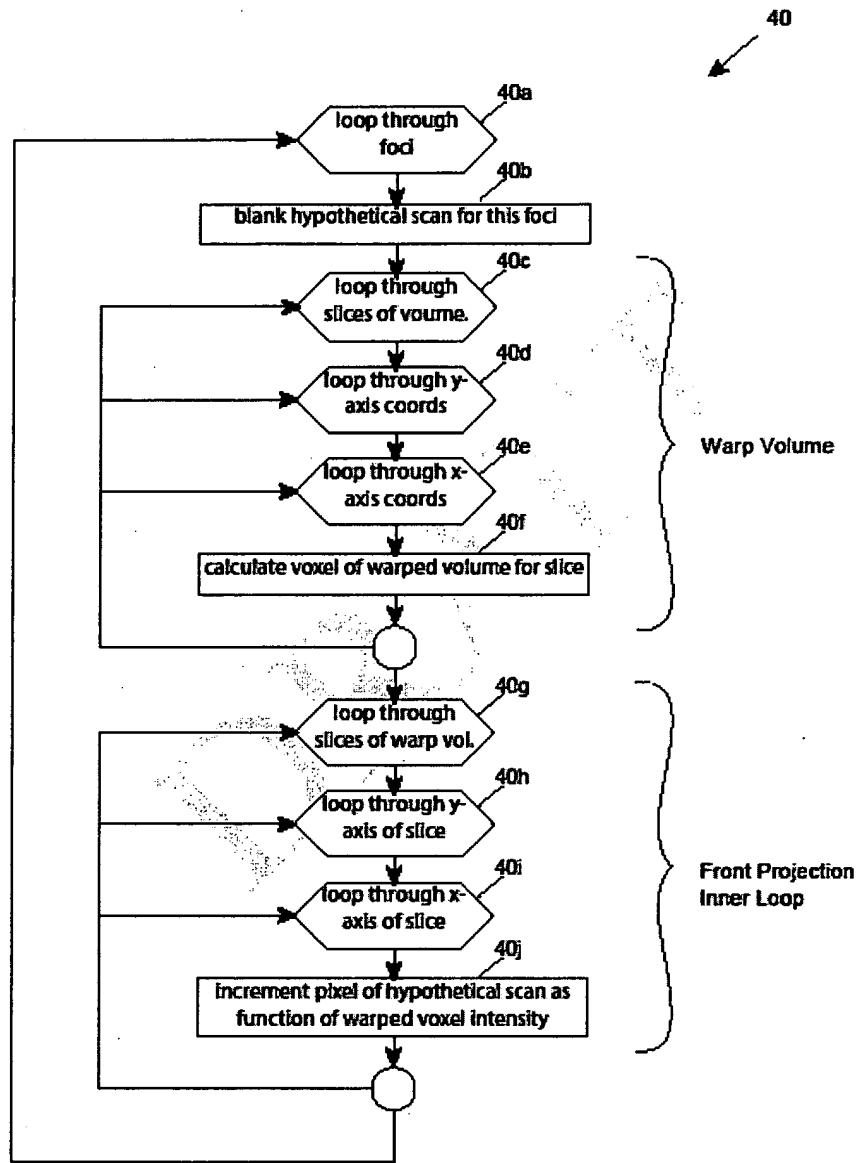 40
40a
loop through
foci
40b
blank hypothetical scan for this foci
40c
loop through
slices of voume.
40d
loop through y-
axis coords
40e
loop through x-
axis coords
Warp Volume
40f
calculate voxel of warped volume for slice
40g
loop through
slices of warp vol.
40h
loop through y-
axis of slice
40i
loop through x-
axis of slice
Front Projection
Inner Loop
40j
increment pixel of hypothetical scan as
function of warped voxel intensity